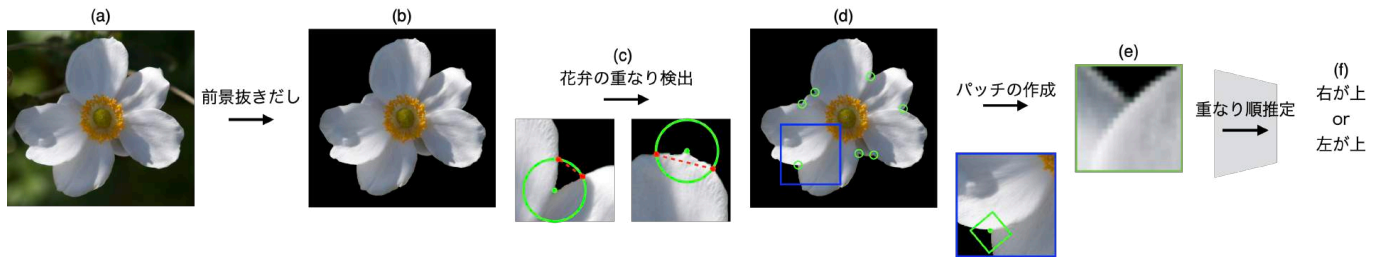 (a)
前景抜きだし
(b)
(c)
花弁の重なり検出
(d)
パッチの作成
(e)
重なり順推定
(f)
右が上
or
左が上